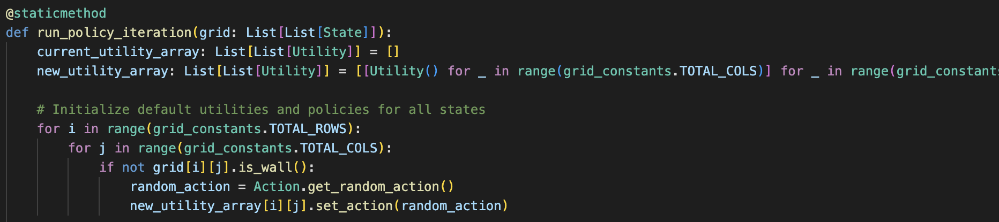 @staticmethod
def run_policy_iteration(grid: List[List[State]]):
    current_utility_array: List[List[Utility]] = []
    new_utility_array: List[List[Utility]] = [[Utility() for _ in range(grid_constants.TOTAL_COLS)] for _ in range(grid_constants

    # Initialize default utilities and policies for all states
    for i in range(grid_constants.TOTAL_ROWS):
        for j in range(grid_constants.TOTAL_COLS):
            if not grid[i][j].is_wall():
                random_action = Action.get_random_action()
                new_utility_array[i][j].set_action(random_action)